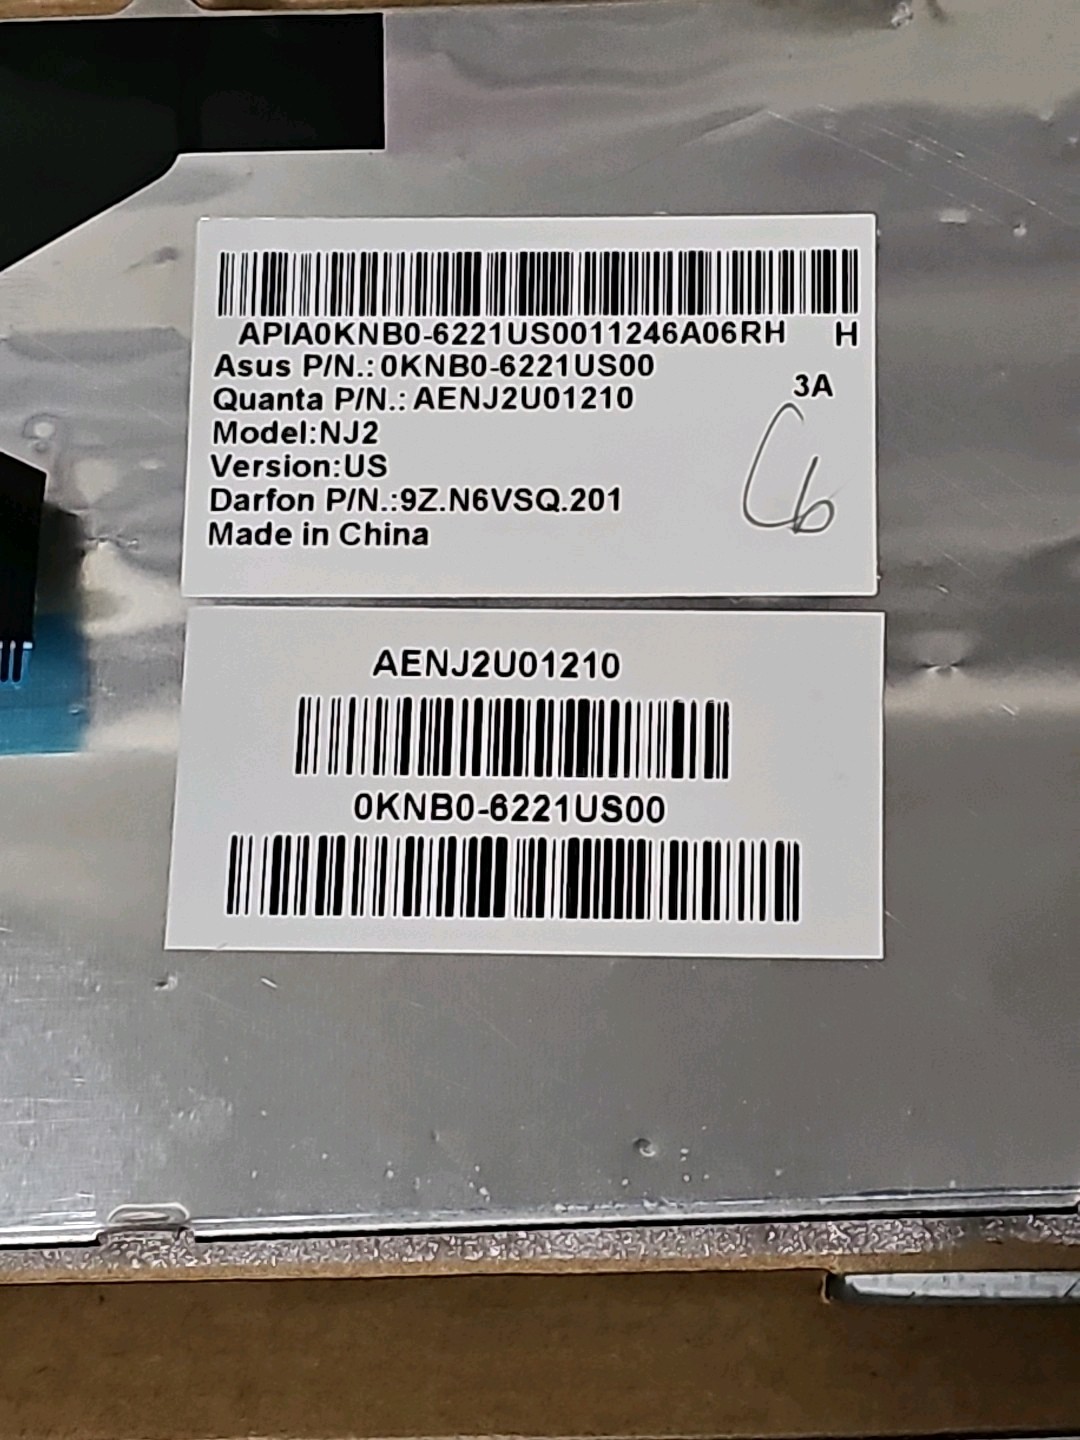 APIA0KNB0-6221US0011246A06RH H
Asus P/N.: 0KNB0-6221US00
3A
Quanta P/N.: AENJ2U01210
Model:NJ2
Version:US
Darfon P/N.:9Z.N6VSQ.201
Made in China
Cb
AENJ2U01210
0KNB0-6221US00